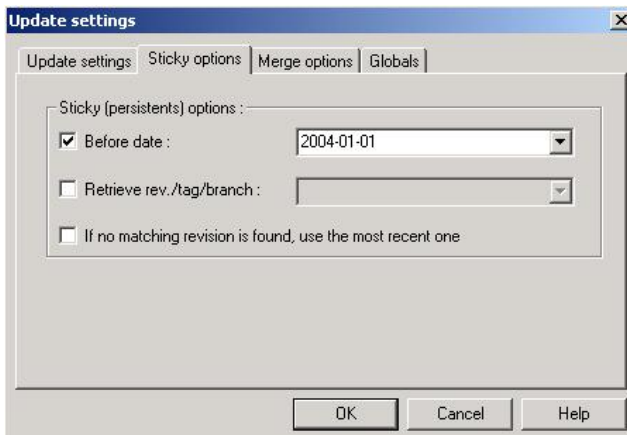 Update settings
Update settings Sticky options Merge options Globals
Sticky (persistents) options :
Before date : 2004-01-01
Retrieve rev./tag/branch :
If no matching revision is found, use the most recent one
OK Cancel Help